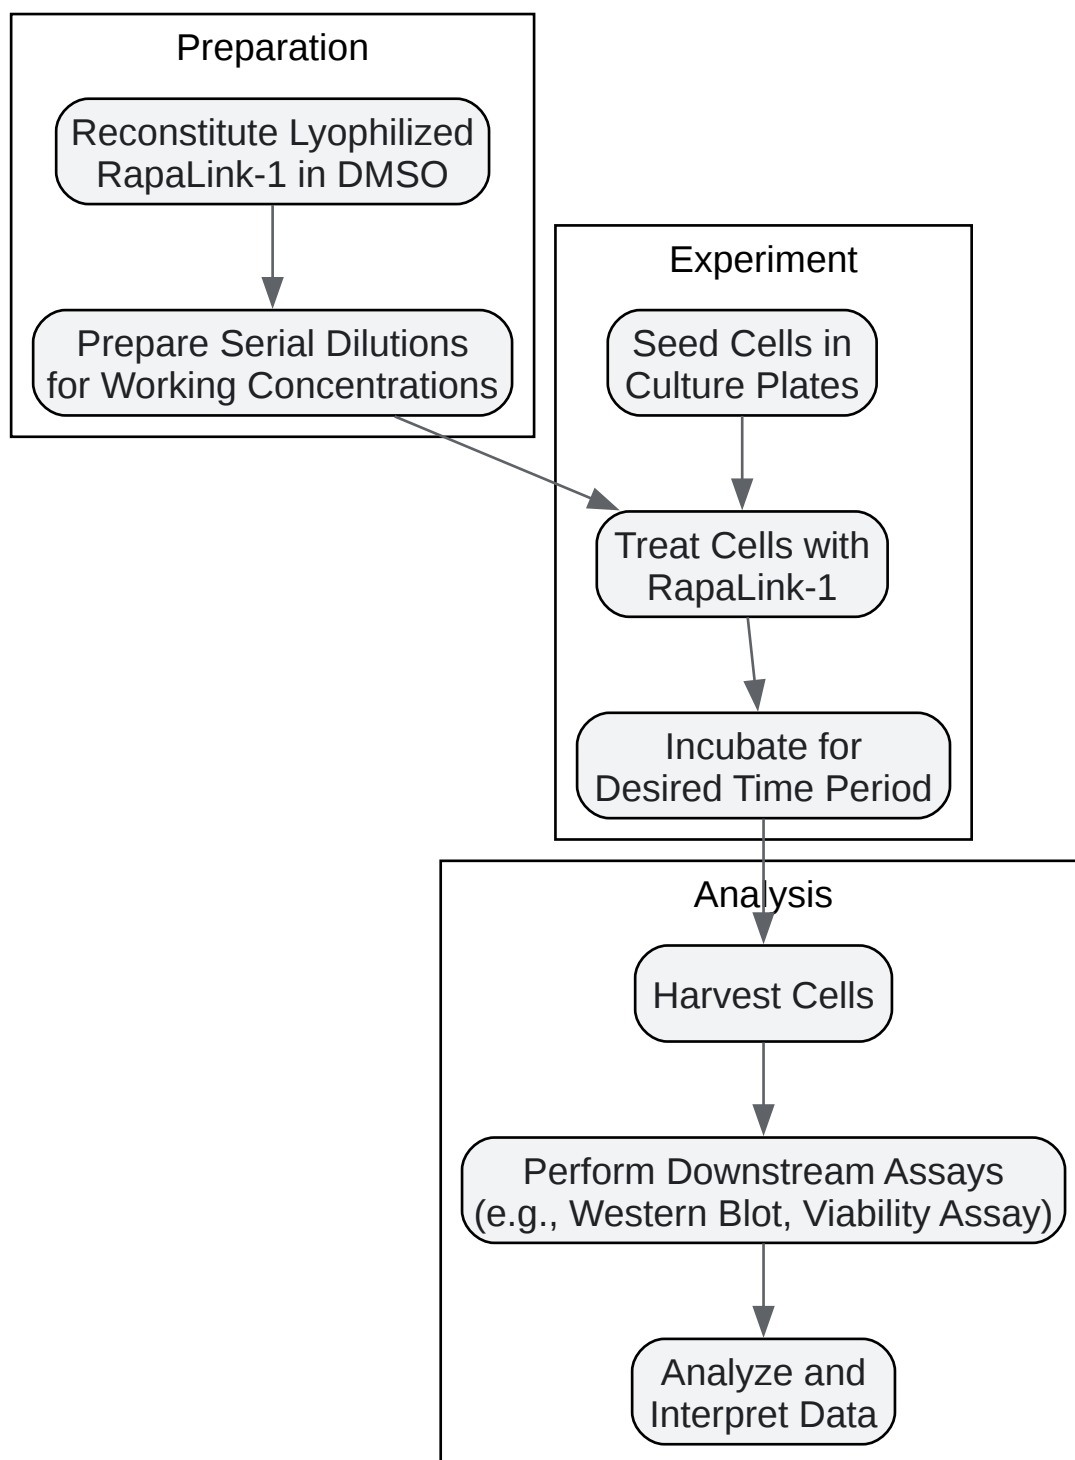 Preparation
Reconstitute Lyophilized
RapaLink-1 in DMSO
Prepare Serial Dilutions
for Working Concentrations
Experiment
Seed Cells in
Culture Plates
Treat Cells with
RapaLink-1
Incubate for
Desired Time Period
Analysis
Harvest Cells
Perform Downstream Assays
(e.g., Western Blot, Viability Assay)
Analyze and
Interpret Data